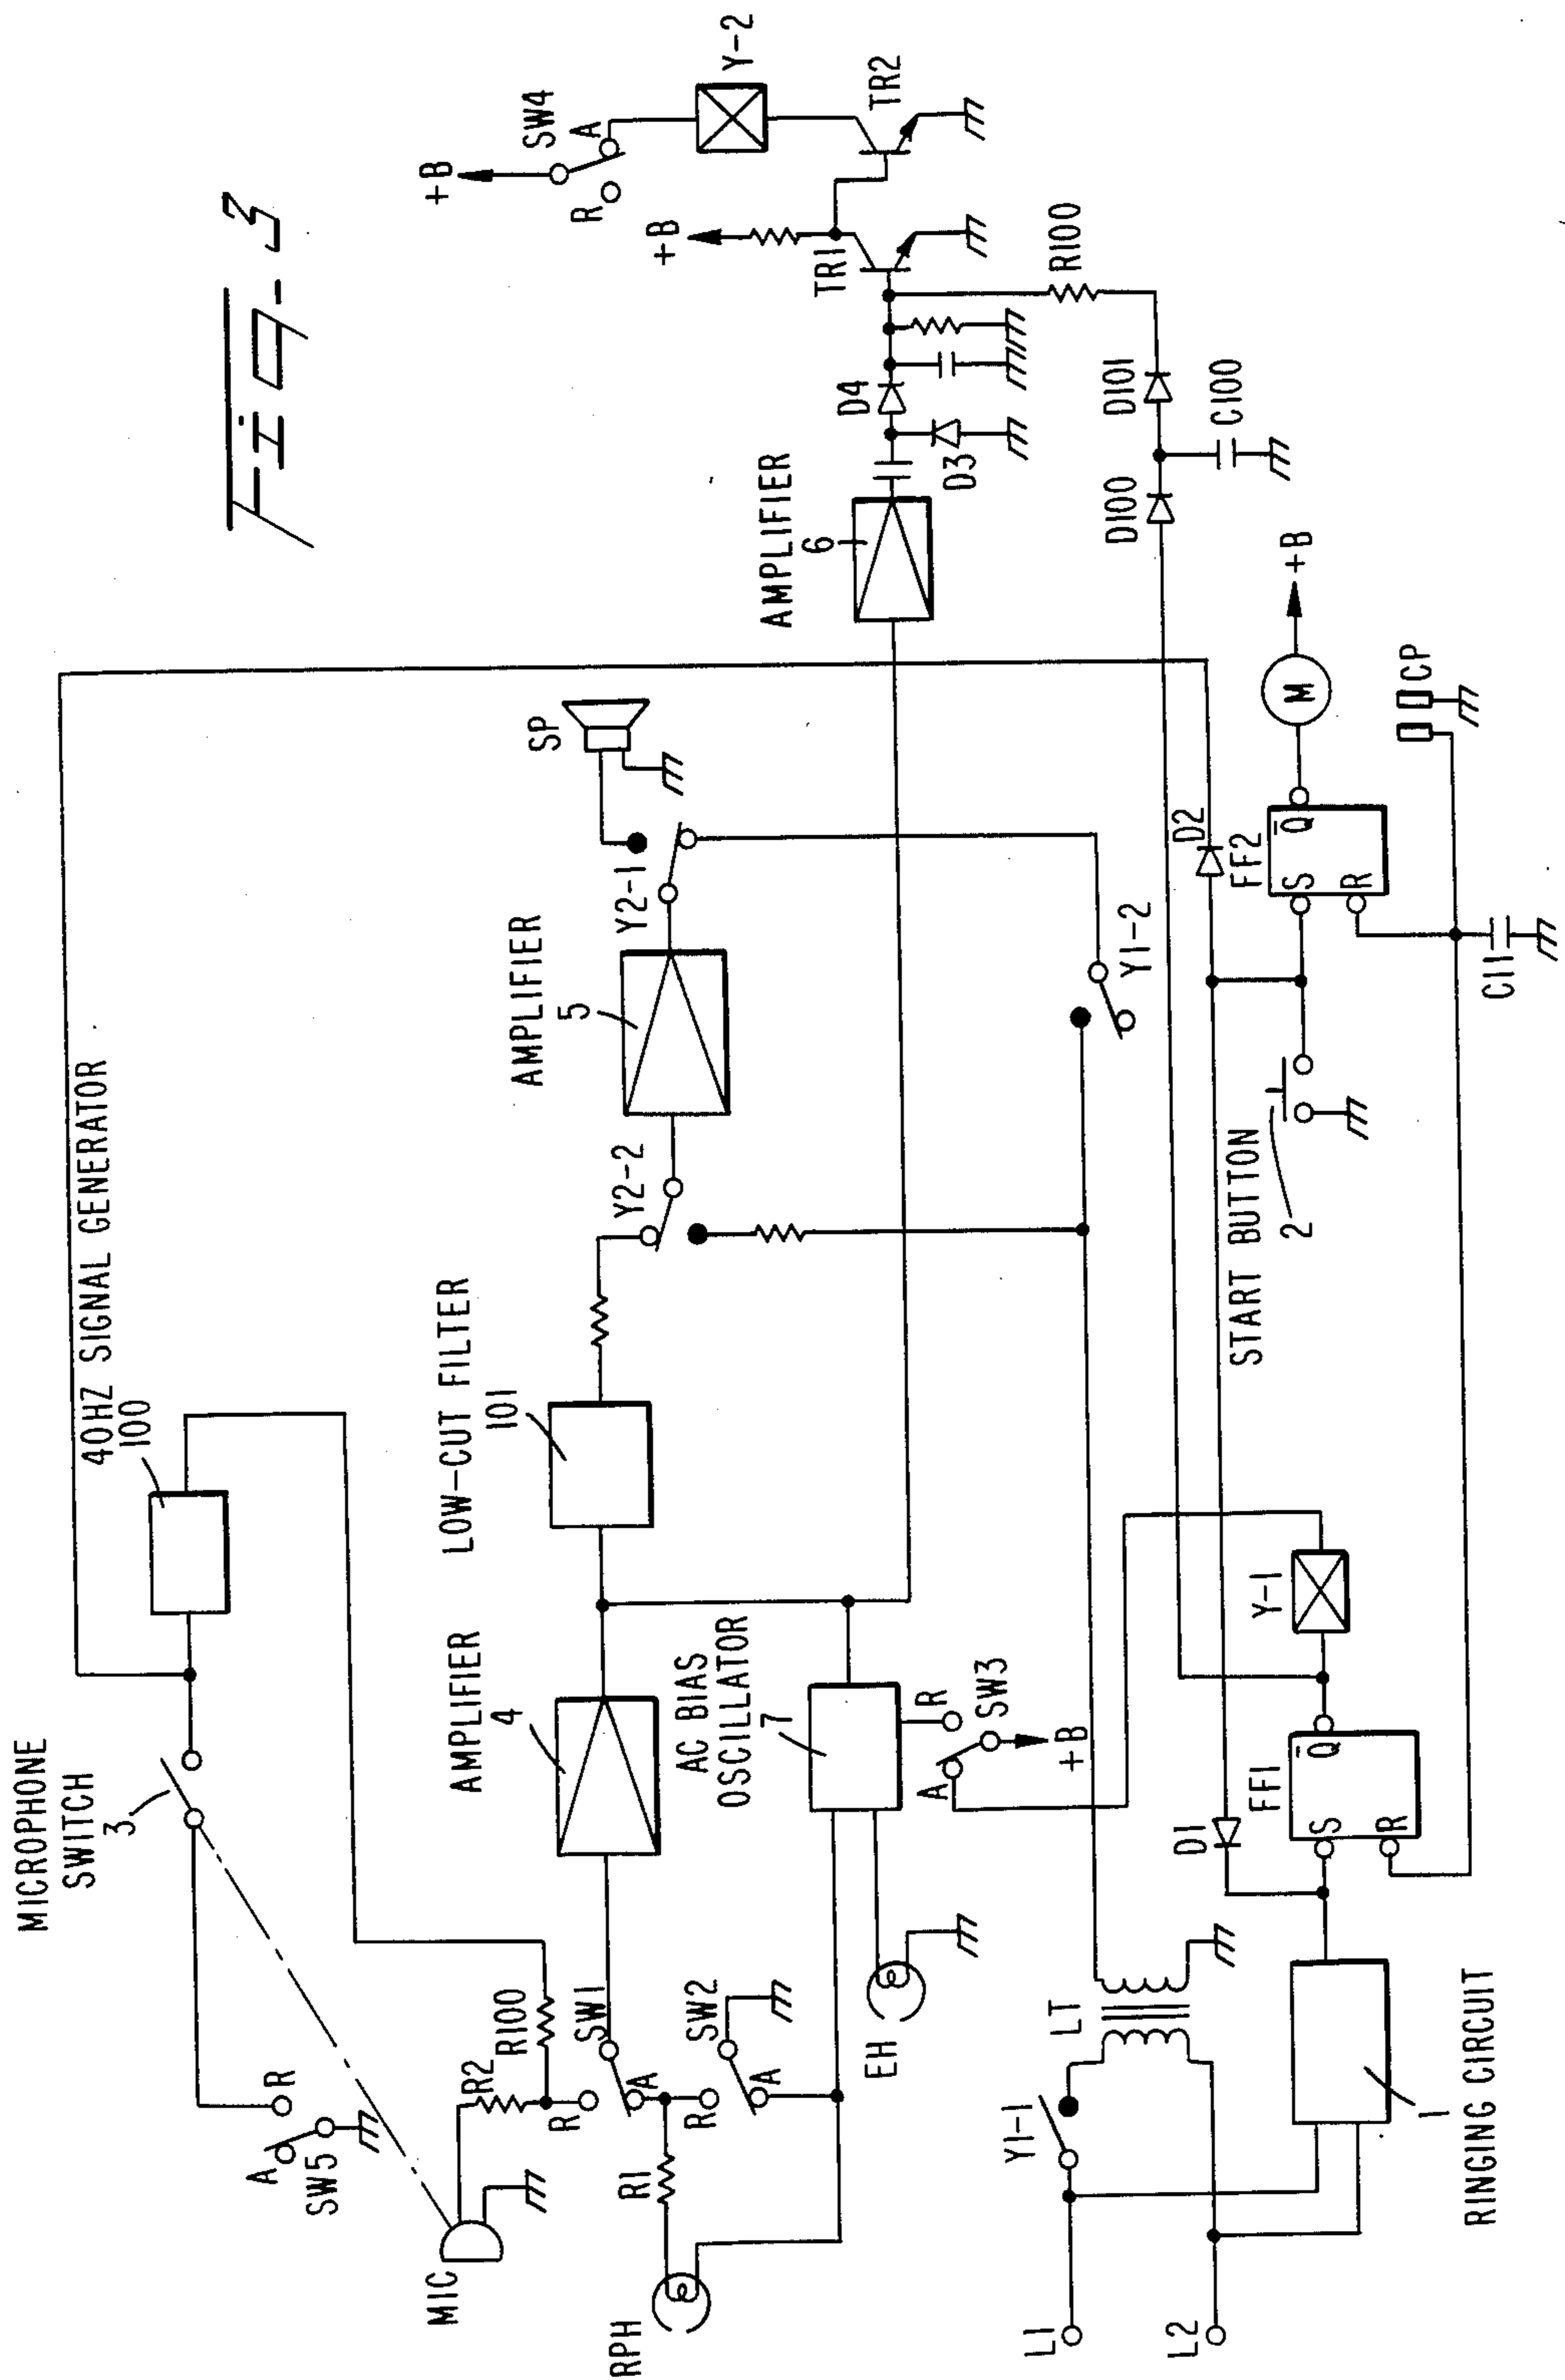 Fig-3
MICROPHONE
SWITCH
3
40HZ SIGNAL GENERATOR
100
A
R
SW5
MIC
R2
R100
R
SW1
A
AMPLIFIER
4
LOW-CUT FILTER
101
Y2-2
AMPLIFIER
5
Y2-1
SP
AMPLIFIER
6
D4
D3
TR1
+B
+B
SW4
R
A
Y-2
TR2
R100
RPH
R1
R
SW2
A
EH
AC BIAS
OSCILLATOR
7
R
A
SW3
+B
L1
L2
Y1-1
LT
Y1-2
D100
D101
C100
RINGING CIRCUIT
1
D1
FF1
S
Q
R
Y-1
START BUTTON
2
D2
FF2
S
Q
R
M
+B
C11
CP